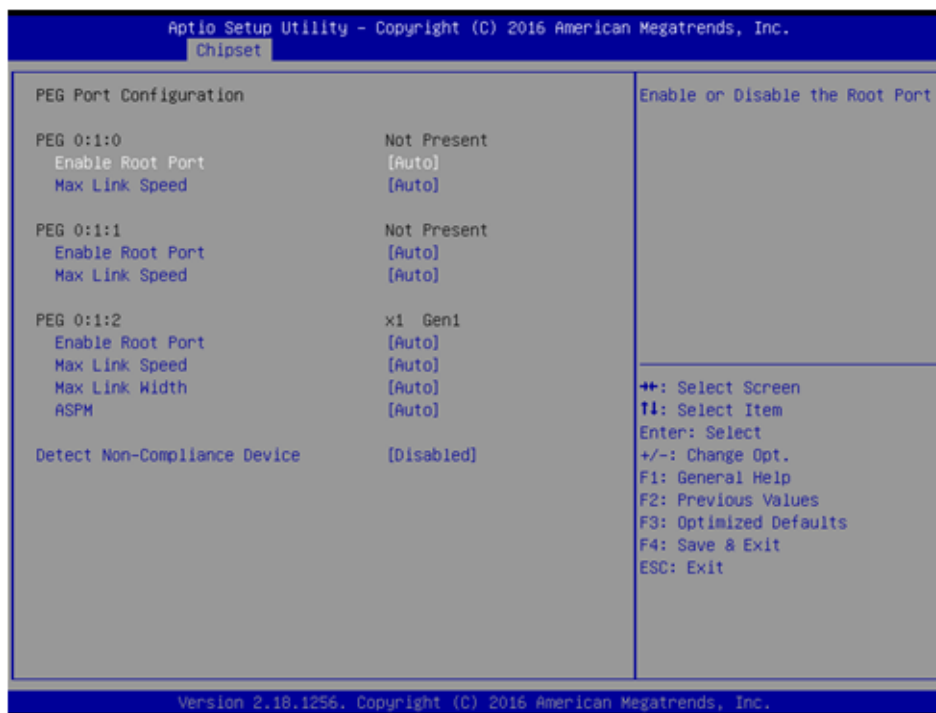 Aptio Setup Utility – Copyright (C) 2016 American Megatrends, Inc.
Chipset
PEG Port Configuration
PEG 0:1:0 Not Present
Enable Root Port [Auto]
Max Link Speed [Auto]
PEG 0:1:1 Not Present
Enable Root Port [Auto]
Max Link Speed [Auto]
PEG 0:1:2 x1 Gen1
Enable Root Port [Auto]
Max Link Speed [Auto]
Max Link Width [Auto]
ASPM [Auto]
Detect Non-Compliance Device [Disabled]
Enable or Disable the Root Port
→←: Select Screen
↑↓: Select Item
Enter: Select
+/-: Change Opt.
F1: General Help
F2: Previous Values
F3: Optimized Defaults
F4: Save & Exit
ESC: Exit
Version 2.18.1256. Copyright (C) 2016 American Megatrends, Inc.